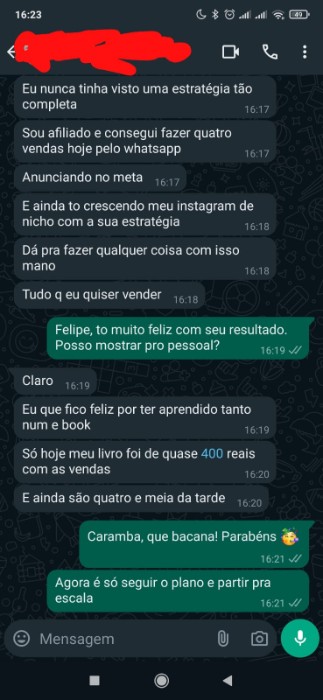 16:23
49
Eu nunca tinha visto uma estratégia tão
completa
16:17
Sou afiliado e consegui fazer quatro
vendas hoje pelo whatsapp
16:17
Anunciando no meta 16:17
E ainda to crescendo meu instagram de
nicho com a sua estratégia
16:18
Dá pra fazer qualquer coisa com isso
mano
16:18
Tudo q eu quiser vender 16:18
Felipe, to muito feliz com seu resultado.
Posso mostrar pro pessoal?
16:19
Claro 16:19
Eu que fico feliz por ter aprendido tanto
num e book
16:19
Só hoje meu livro foi de quase 400 reais
com as vendas
16:20
E ainda são quatro e meia da tarde 16:20
Caramba, que bacana! Parabéns
16:21
Agora é só seguir o plano e partir pra
escala
16:21
Mensagem